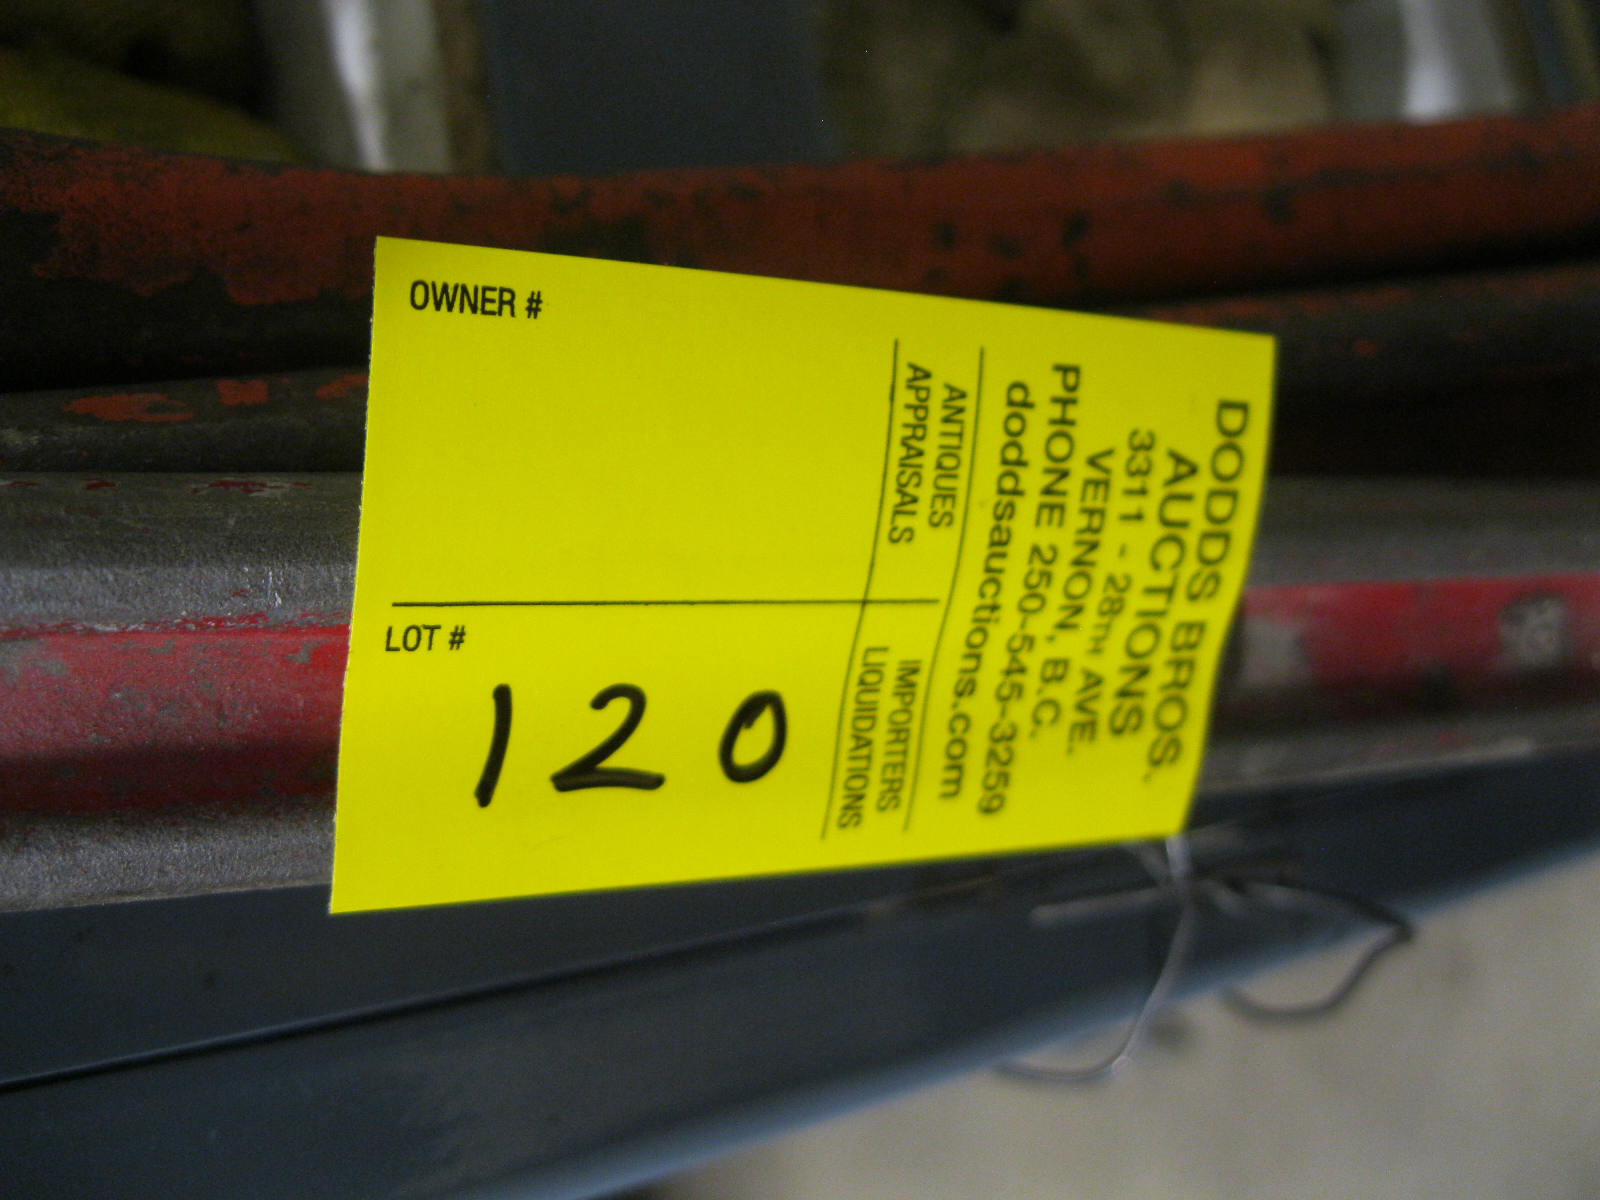 OWNER #
LOT #
120
DODDS BROS.
AUCTIONS
3311 - 28TH AVE.
VERNON, B.C.
PHONE 250-545-3259
doddsauctions.com
ANTIQUES
APPRAISALS
IMPORTERS
LIQUIDATIONS